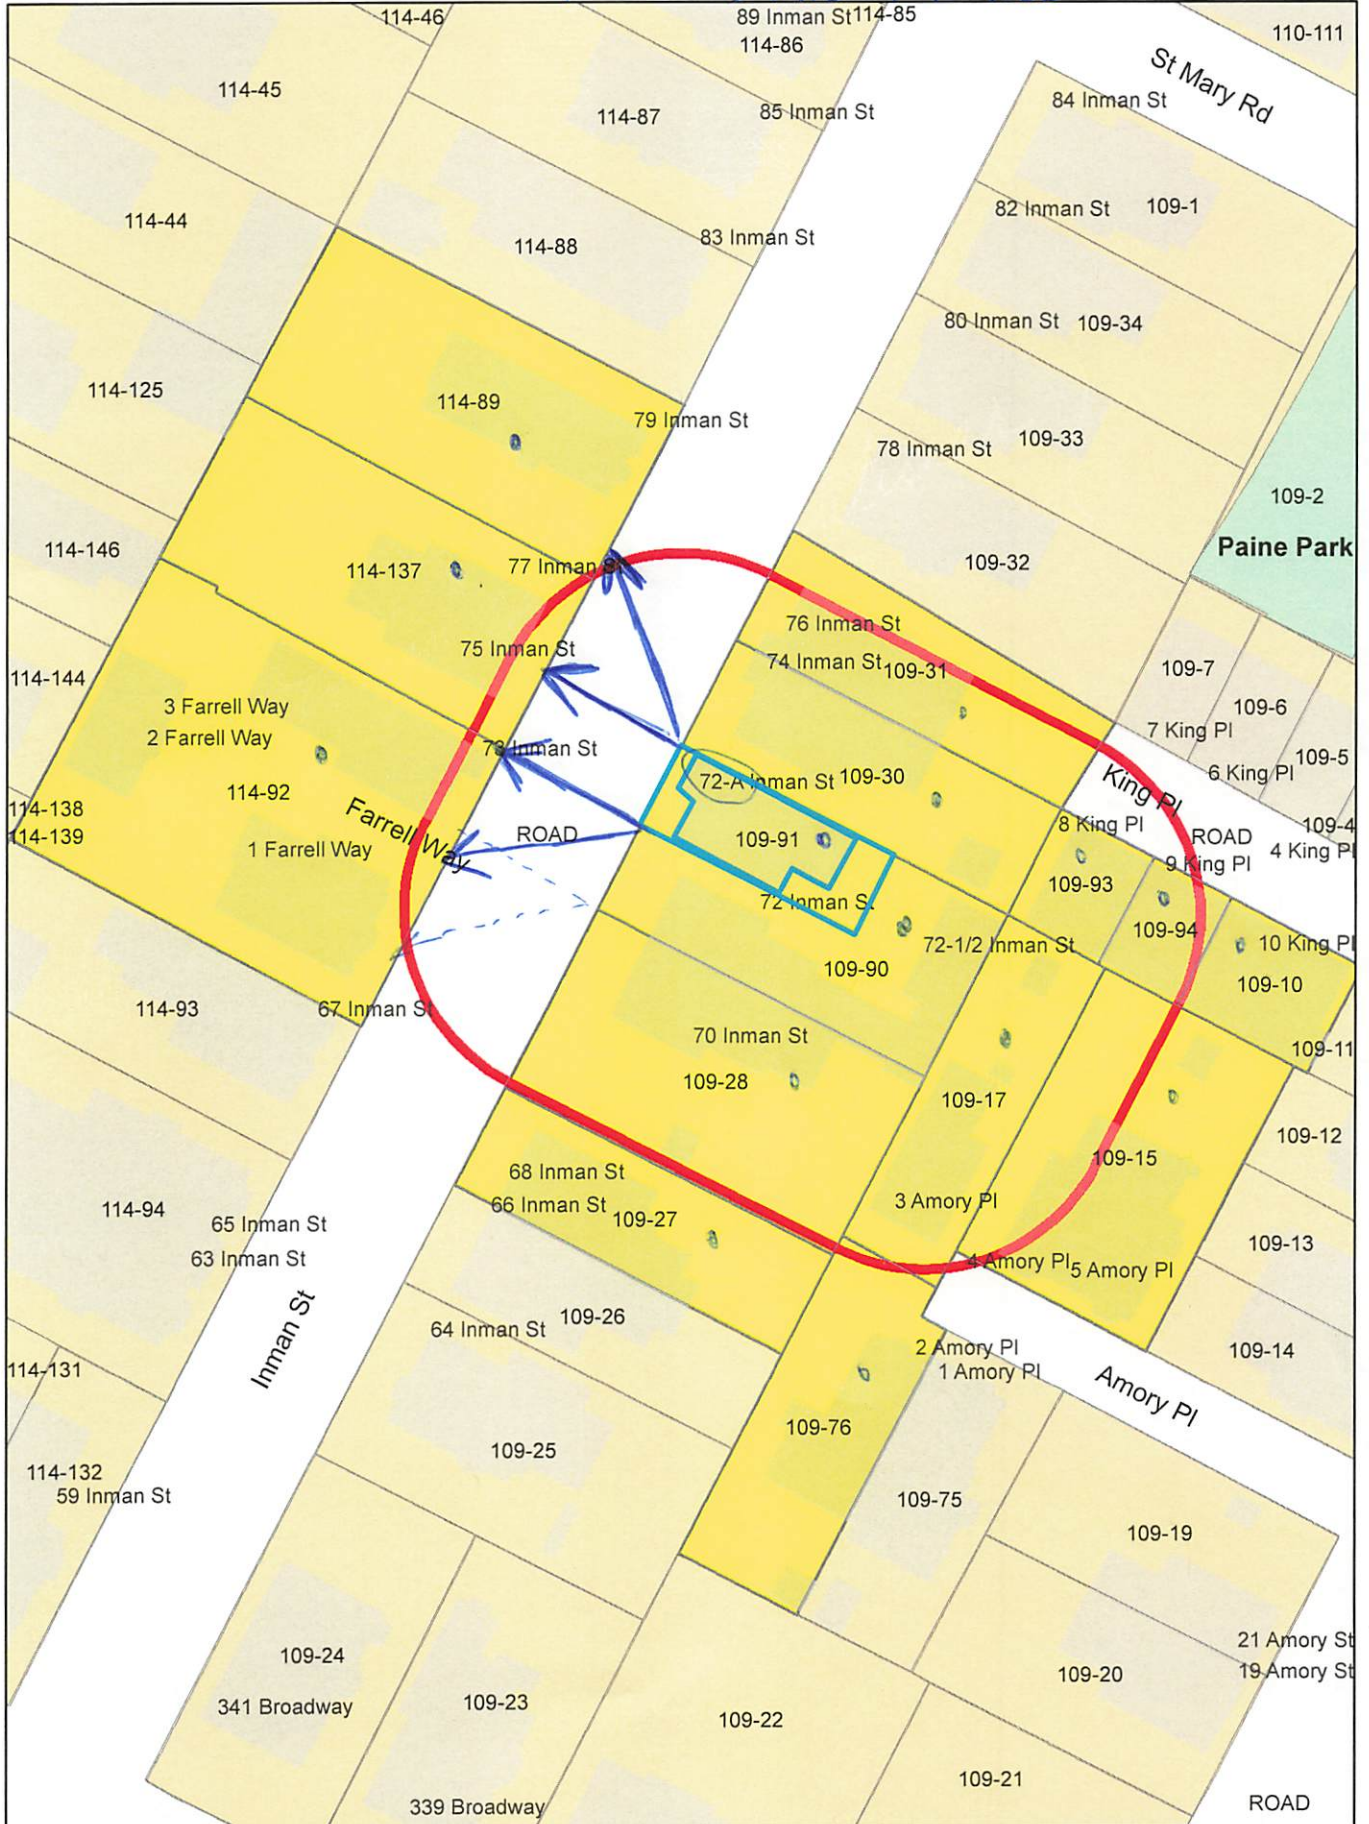 114-46
89 Inman St
114-85
114-86
110-111
St Mary Rd
114-45
114-87
85 Inman St
84 Inman St
114-44
114-88
83 Inman St
82 Inman St
109-1
80 Inman St
109-34
114-125
114-89
79 Inman St
78 Inman St
109-33
109-2
Paine Park
114-146
114-137
77 Inman St
109-32
76 Inman St
75 Inman St
74 Inman St
109-31
109-7
114-144
3 Farrell Way
109-6
2 Farrell Way
73 Inman St
7 King Pl
109-5
72-A Inman St
109-30
King Pl
6 King Pl
114-92
114-138
114-139
Farrell Way
ROAD
109-91
8 King Pl
ROAD
109-4
1 Farrell Way
9 King Pl
4 King Pl
109-93
72 Inman St
109-94
72-1/2 Inman St
10 King Pl
109-90
109-10
114-93
67 Inman St
70 Inman St
109-11
109-28
109-17
109-12
109-15
68 Inman St
66 Inman St
109-27
3 Amory Pl
114-94
65 Inman St
63 Inman St
109-13
4 Amory Pl
5 Amory Pl
Inman St
64 Inman St
109-26
2 Amory Pl
1 Amory Pl
109-14
114-131
Amory Pl
109-76
109-25
114-132
59 Inman St
109-75
109-19
109-24
21 Amory St
19 Amory St
109-20
341 Broadway
109-23
109-22
109-21
339 Broadway
ROAD